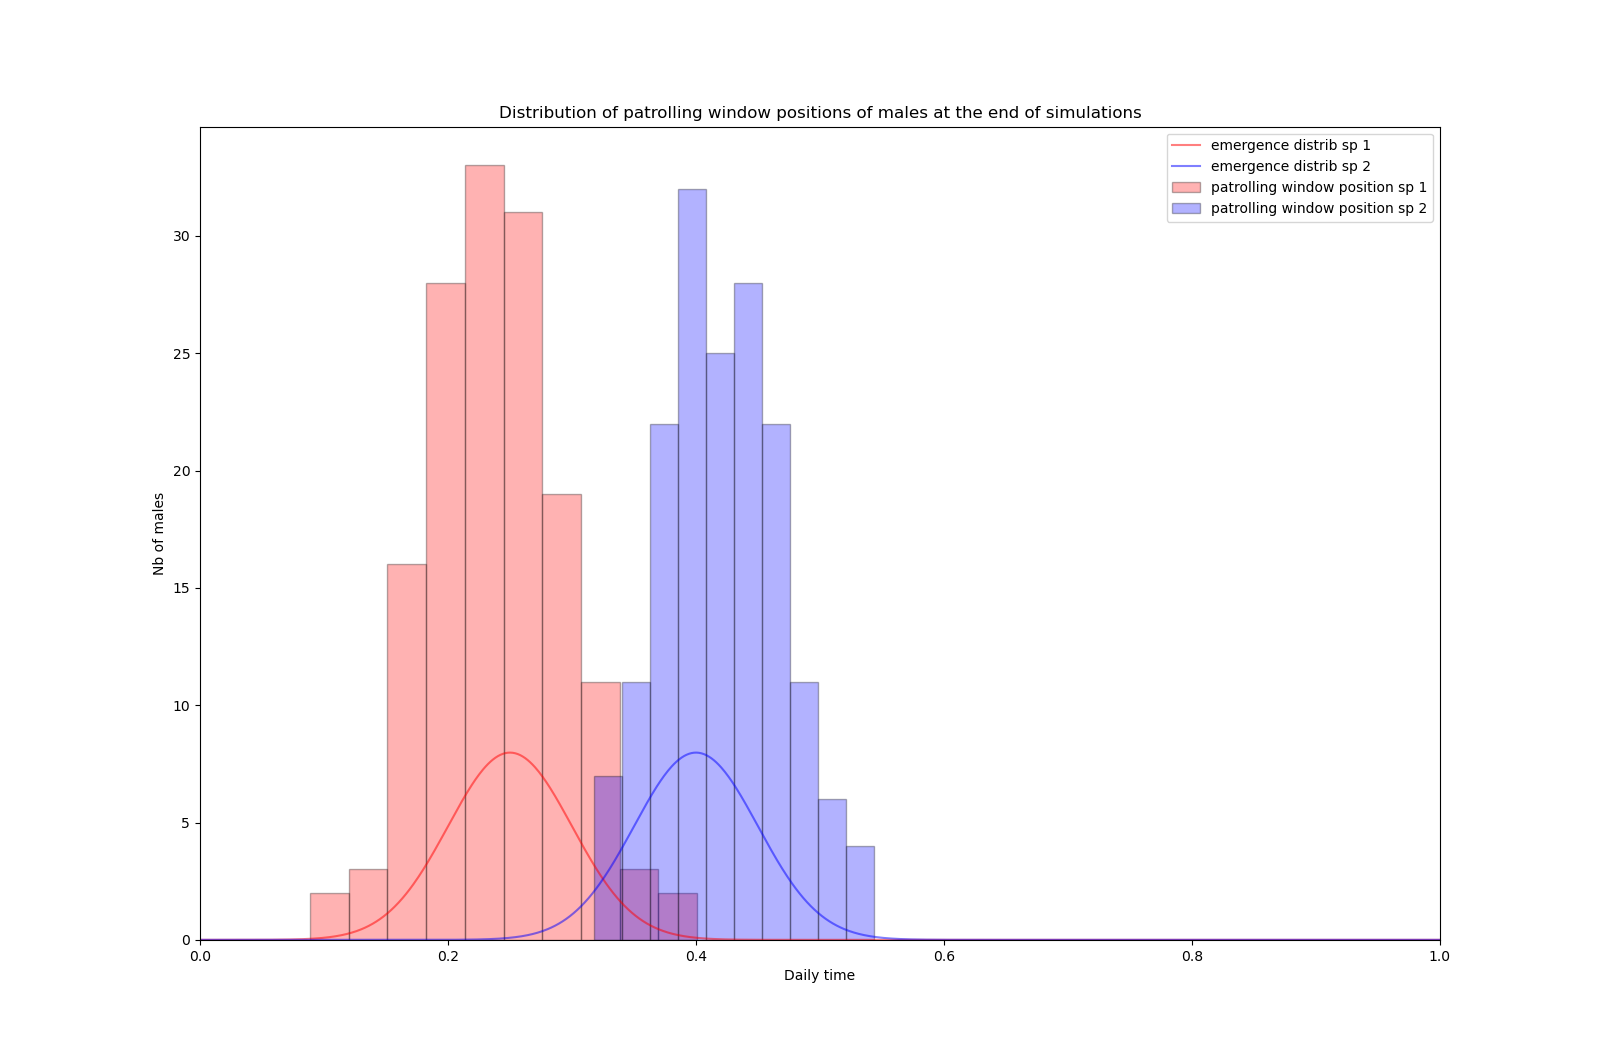 Distribution of patrolling window positions of males at the end of simulations
emergence distrib sp 1
emergence distrib sp 2
patrolling window position sp 1
patrolling window position sp 2
Nb of males
30
25
20
15
10
5
0
0.0 0.2 0.4 0.6 0.8 1.0
Daily time